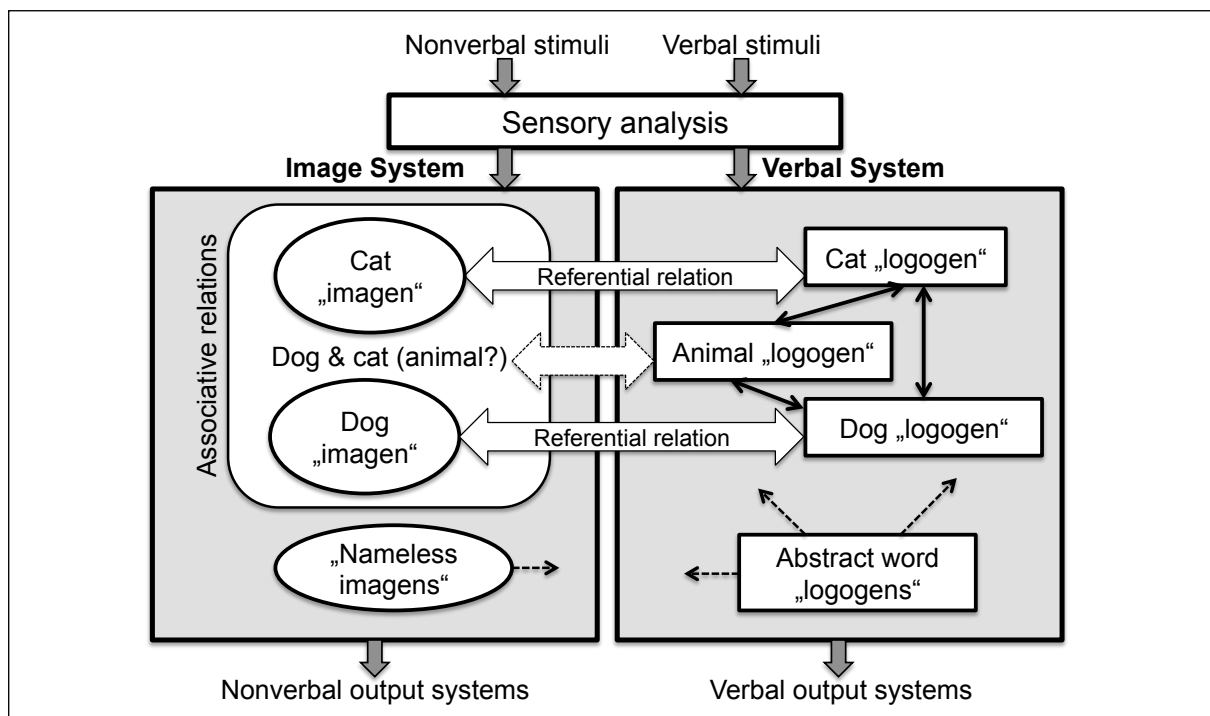 Nonverbal stimuli
Verbal stimuli
Sensory analysis
Image System
Verbal System
Associative relations
Cat
„imagen“
Referential relation
Cat „logogen“
Dog & cat (animal?)
Animal „logogen“
Dog
„imagen“
Referential relation
Dog „logogen“
„Nameless
imagens“
Abstract word
„logogens“
Nonverbal output systems
Verbal output systems